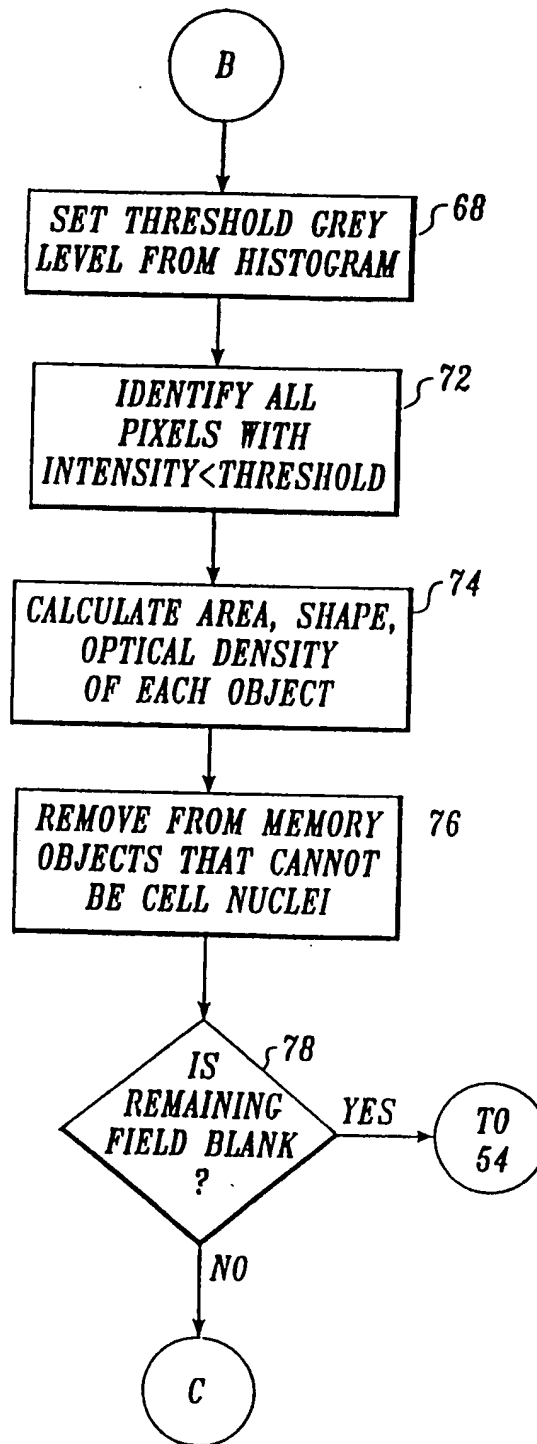 B
SET THRESHOLD GREY
LEVEL FROM HISTOGRAM
68
IDENTIFY ALL
PIXELS WITH
INTENSITY<THRESHOLD
72
CALCULATE AREA, SHAPE,
OPTICAL DENSITY
OF EACH OBJECT
74
REMOVE FROM MEMORY
OBJECTS THAT CANNOT
BE CELL NUCLEI
76
IS
REMAINING
FIELD BLANK
?
78
YES
TO
54
NO
C